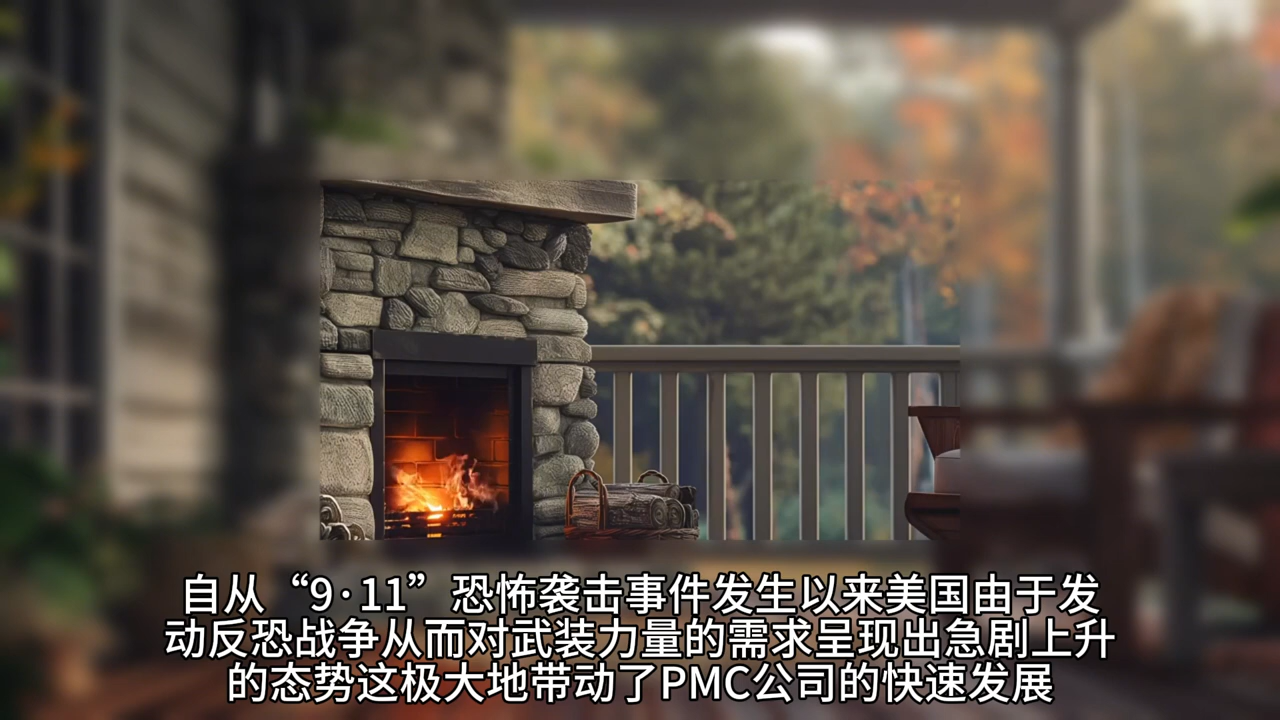 自从“9·11”恐怖袭击事件发生以来美国由于发
动反恐战争从而对武装力量的需求呈现出急剧上升
的态势这极大地带动了PMC公司的快速发展